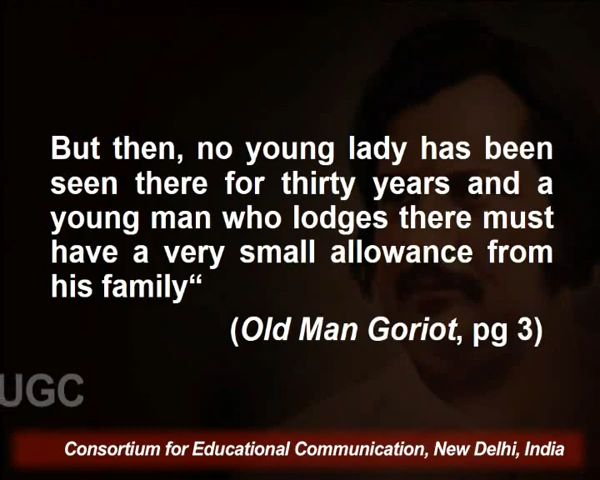 But then, no young lady has been
seen there for thirty years and a
young man who lodges there must
have a very small allowance from
his family“
(Old Man Goriot, pg 3)
UGC
Consortium for Educational Communication, New Delhi, India